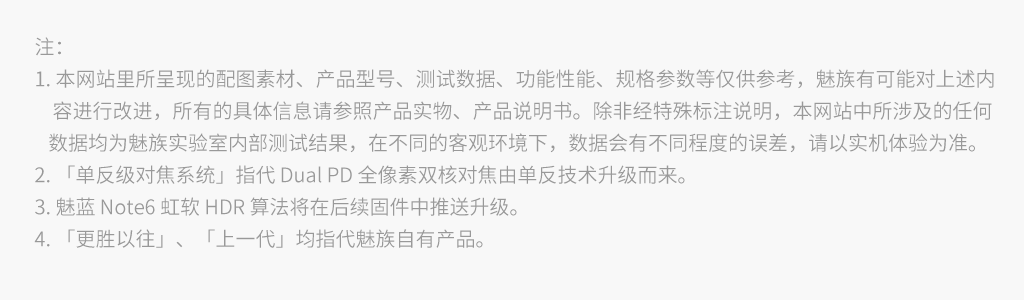 注：
1. 本网站里所呈现的配图素材、产品型号、测试数据、功能性能、规格参数等仅供参考，魅族有可能对上述内
容进行改进，所有的具体信息请参照产品实物、产品说明书。除非经特殊标注说明，本网站中所涉及的任何
数据均为魅族实验室内部测试结果，在不同的客观环境下，数据会有不同程度的误差，请以实机体验为准。
2. 「单反级对焦系统」指代 Dual PD 全像素双核对焦由单反技术升级而来。
3. 魅蓝 Note6 虹软 HDR 算法将在后续固件中推送升级。
4. 「更胜以往」、「上一代」均指代魅族自有产品。